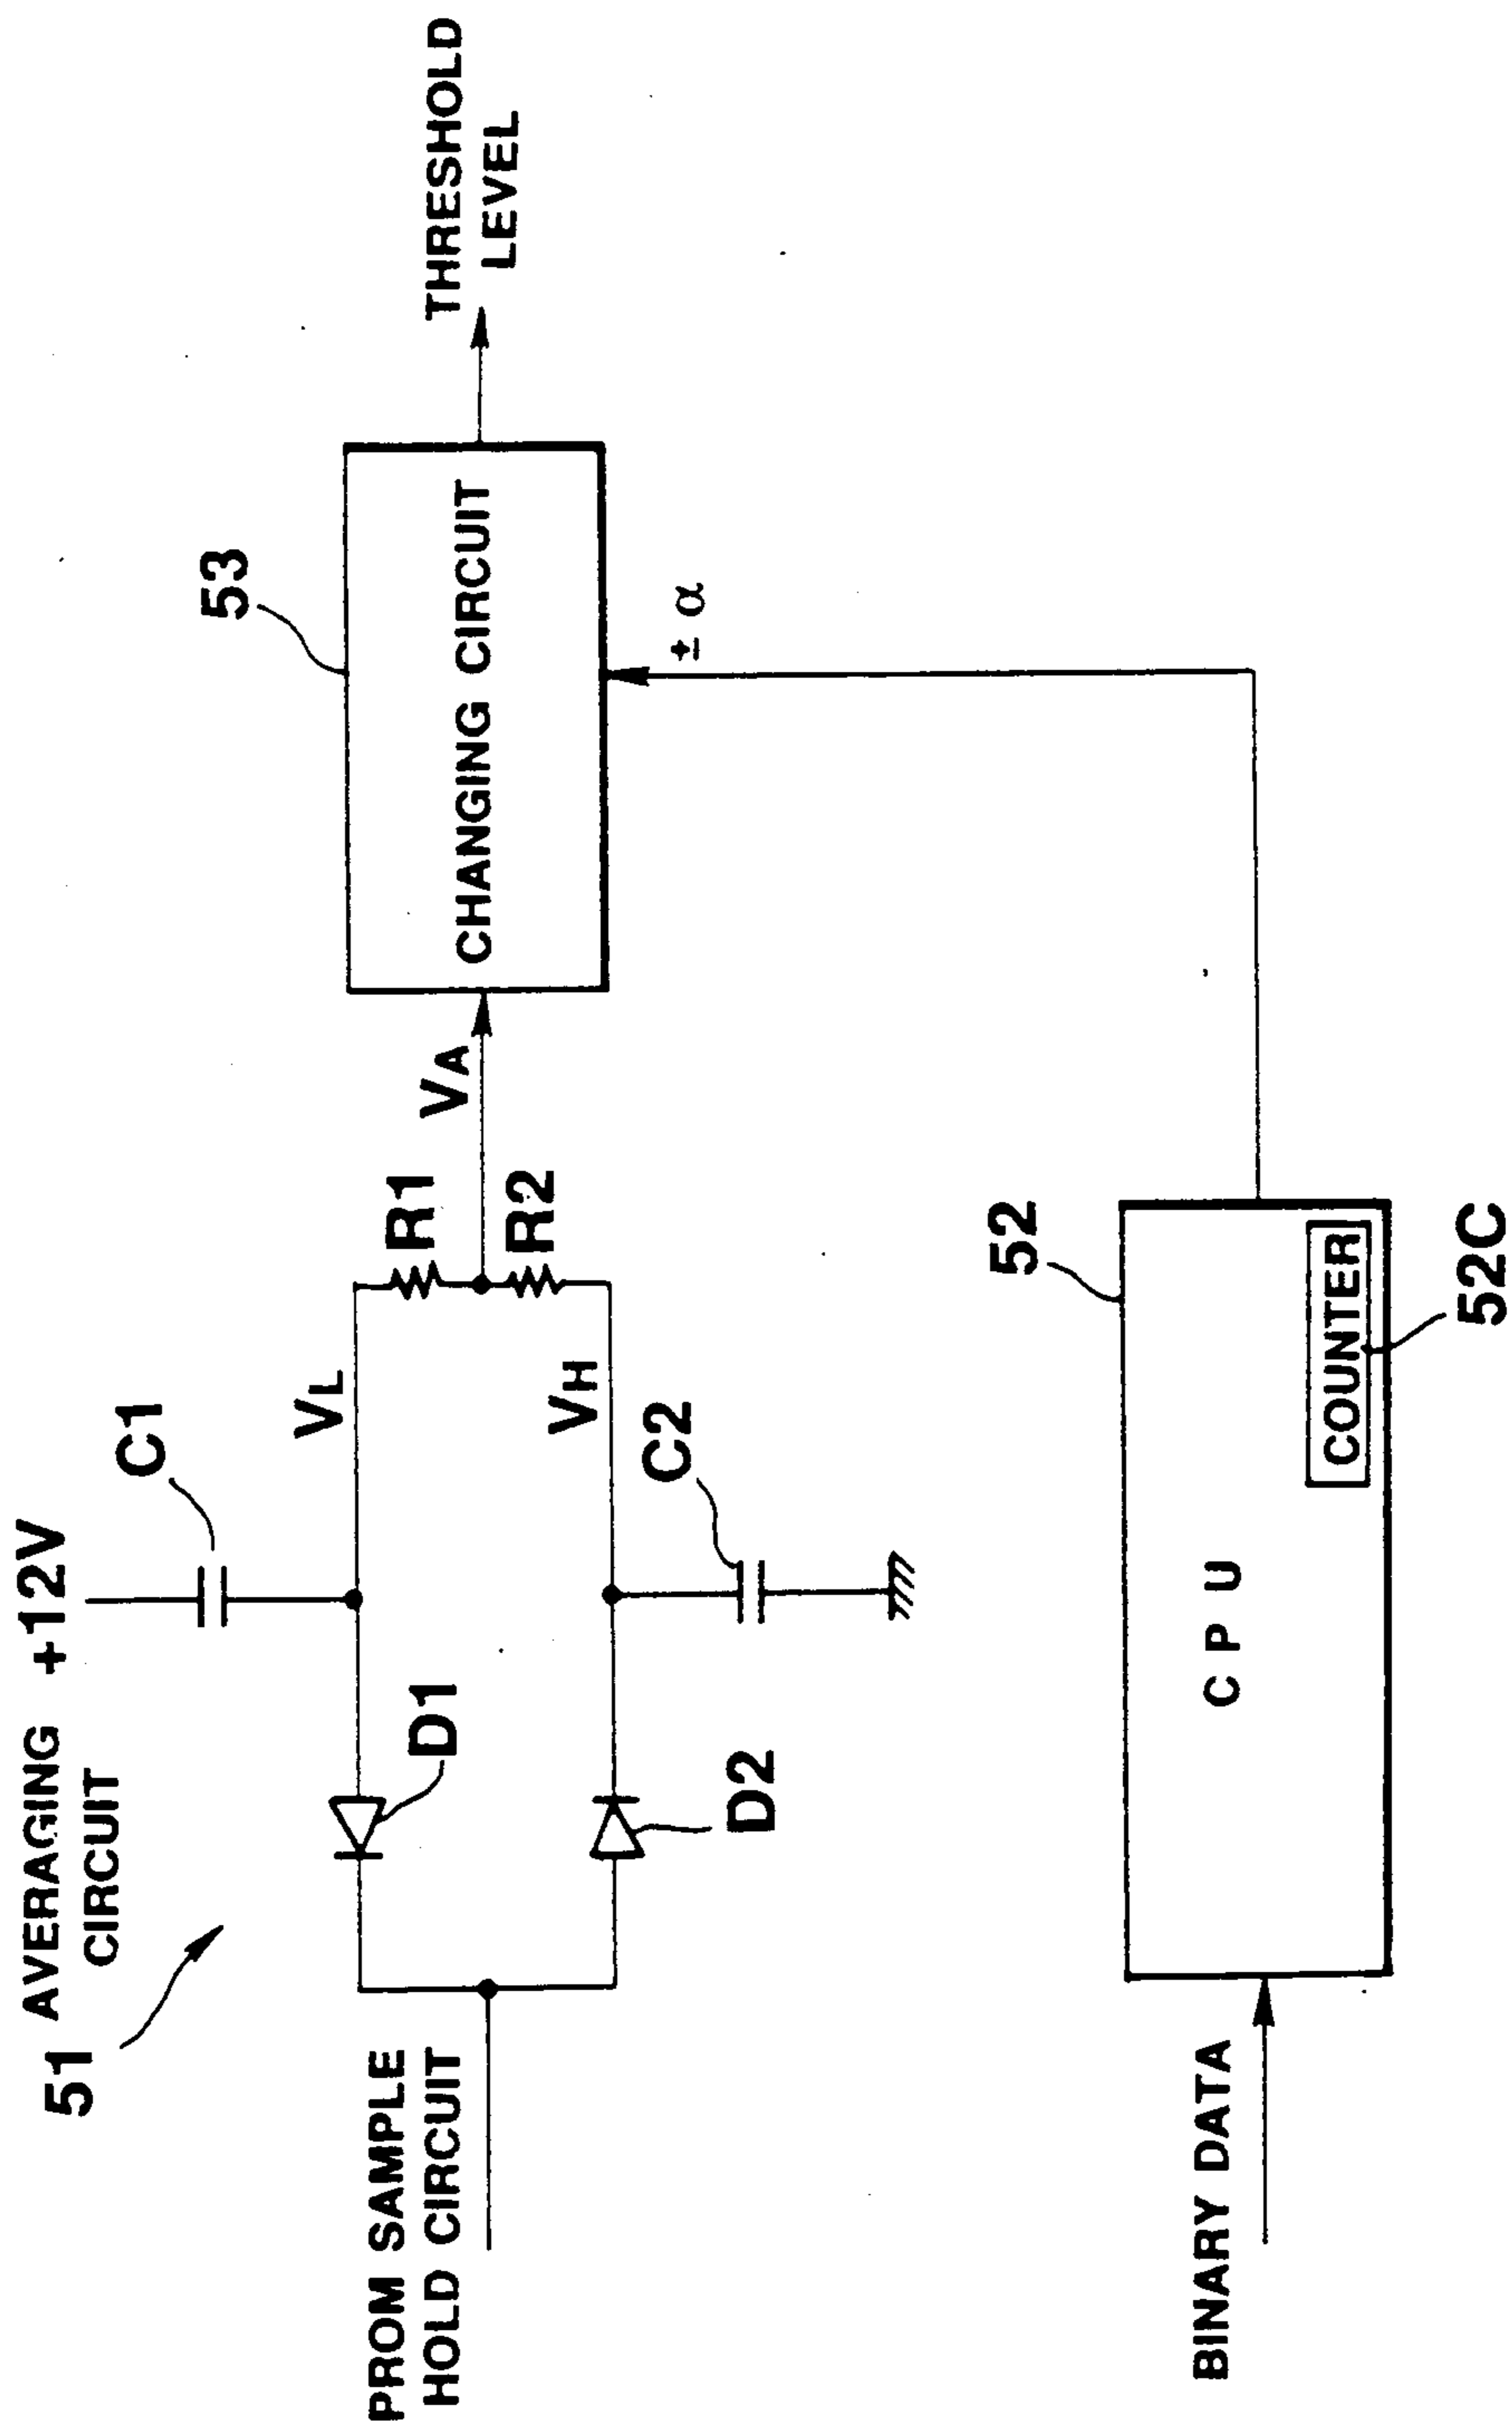 51 AVERAGING
CIRCUIT
+12V
C1
D1
VL
PROM SAMPLE
HOLD CIRCUIT
D2
VH
C2
R1
R2
VA
53
CHANGING CIRCUIT
± α
THRESHOLD
LEVEL
BINARY DATA
52
CPU
COUNTER
52C